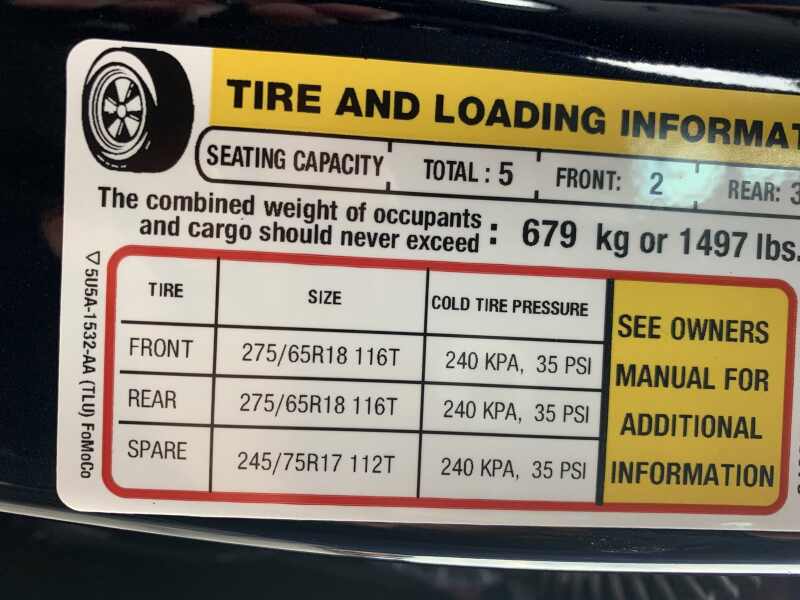 TIRE AND LOADING INFORMAT
SEATING CAPACITY TOTAL : 5 FRONT: 2 REAR: 3
The combined weight of occupants
and cargo should never exceed : 679 kg or 1497 lbs.
TIRE SIZE COLD TIRE PRESSURE
FRONT 275/65R18 116T 240 KPA, 35 PSI
REAR 275/65R18 116T 240 KPA, 35 PSI
SPARE 245/75R17 112T 240 KPA, 35 PSI
SEE OWNERS
MANUAL FOR
ADDITIONAL
INFORMATION
5U5A-1532-AA (TLU) FoMoCo